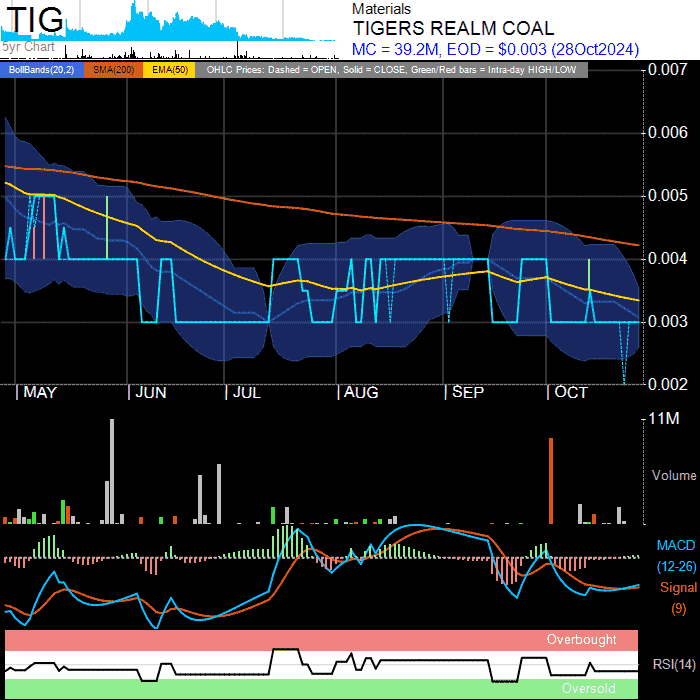 TIG
5yr Chart
Materials
TIGERS REALM COAL
MC = 39.2M, EOD = $0.003 (28Oct2024)
BollBands(20,2) SMA(200) EMA(50) OHLC Prices: Dashed = OPEN, Solid = CLOSE, Green/Red bars = Intra-day HIGH/LOW
0.007
0.006
0.005
0.004
0.003
0.002
MAY JUN JUL AUG SEP OCT
11M
Volume
MACD
(12-26)
Signal
(9)
Overbought
RSI(14)
Oversold